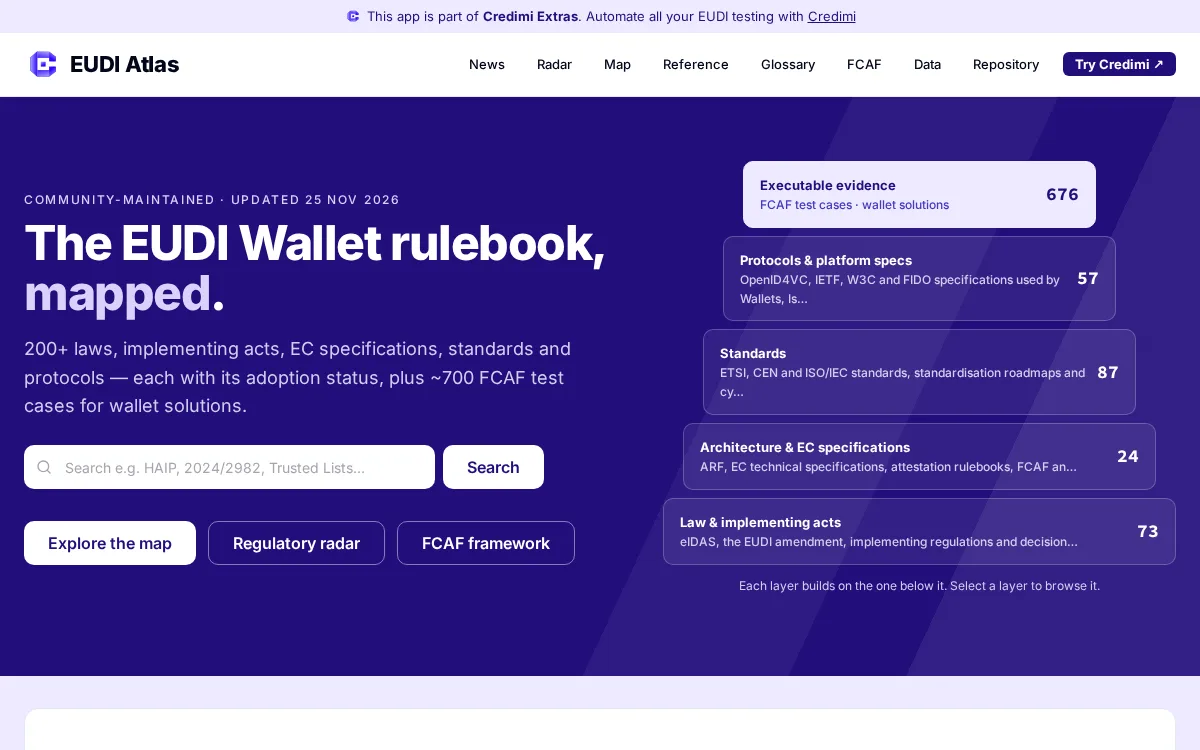 This app is part of Credimi Extras. Automate all your EUDI testing with Credimi
EUDI Atlas
News
Radar
Map
Reference
Glossary
FCAF
Data
Repository
Try Credimi ↗
COMMUNITY-MAINTAINED · UPDATED 25 NOV 2026
The EUDI Wallet rulebook,
mapped.
200+ laws, implementing acts, EC specifications, standards and
protocols — each with its adoption status, plus ~700 FCAF test
cases for wallet solutions.
Search e.g. HAIP, 2024/2982, Trusted Lists...
Search
Explore the map
Regulatory radar
FCAF framework
Executable evidence
FCAF test cases · wallet solutions
676
Protocols & platform specs
OpenID4VC, IETF, W3C and FIDO specifications used by
Wallets, Is...
57
Standards
ETSI, CEN and ISO/IEC standards, standardisation roadmaps and
cy...
87
Architecture & EC specifications
ARF, EC technical specifications, attestation rulebooks, FCAF an...
24
Law & implementing acts
eIDAS, the EUDI amendment, implementing regulations and decision...
73
Each layer builds on the one below it. Select a layer to browse it.